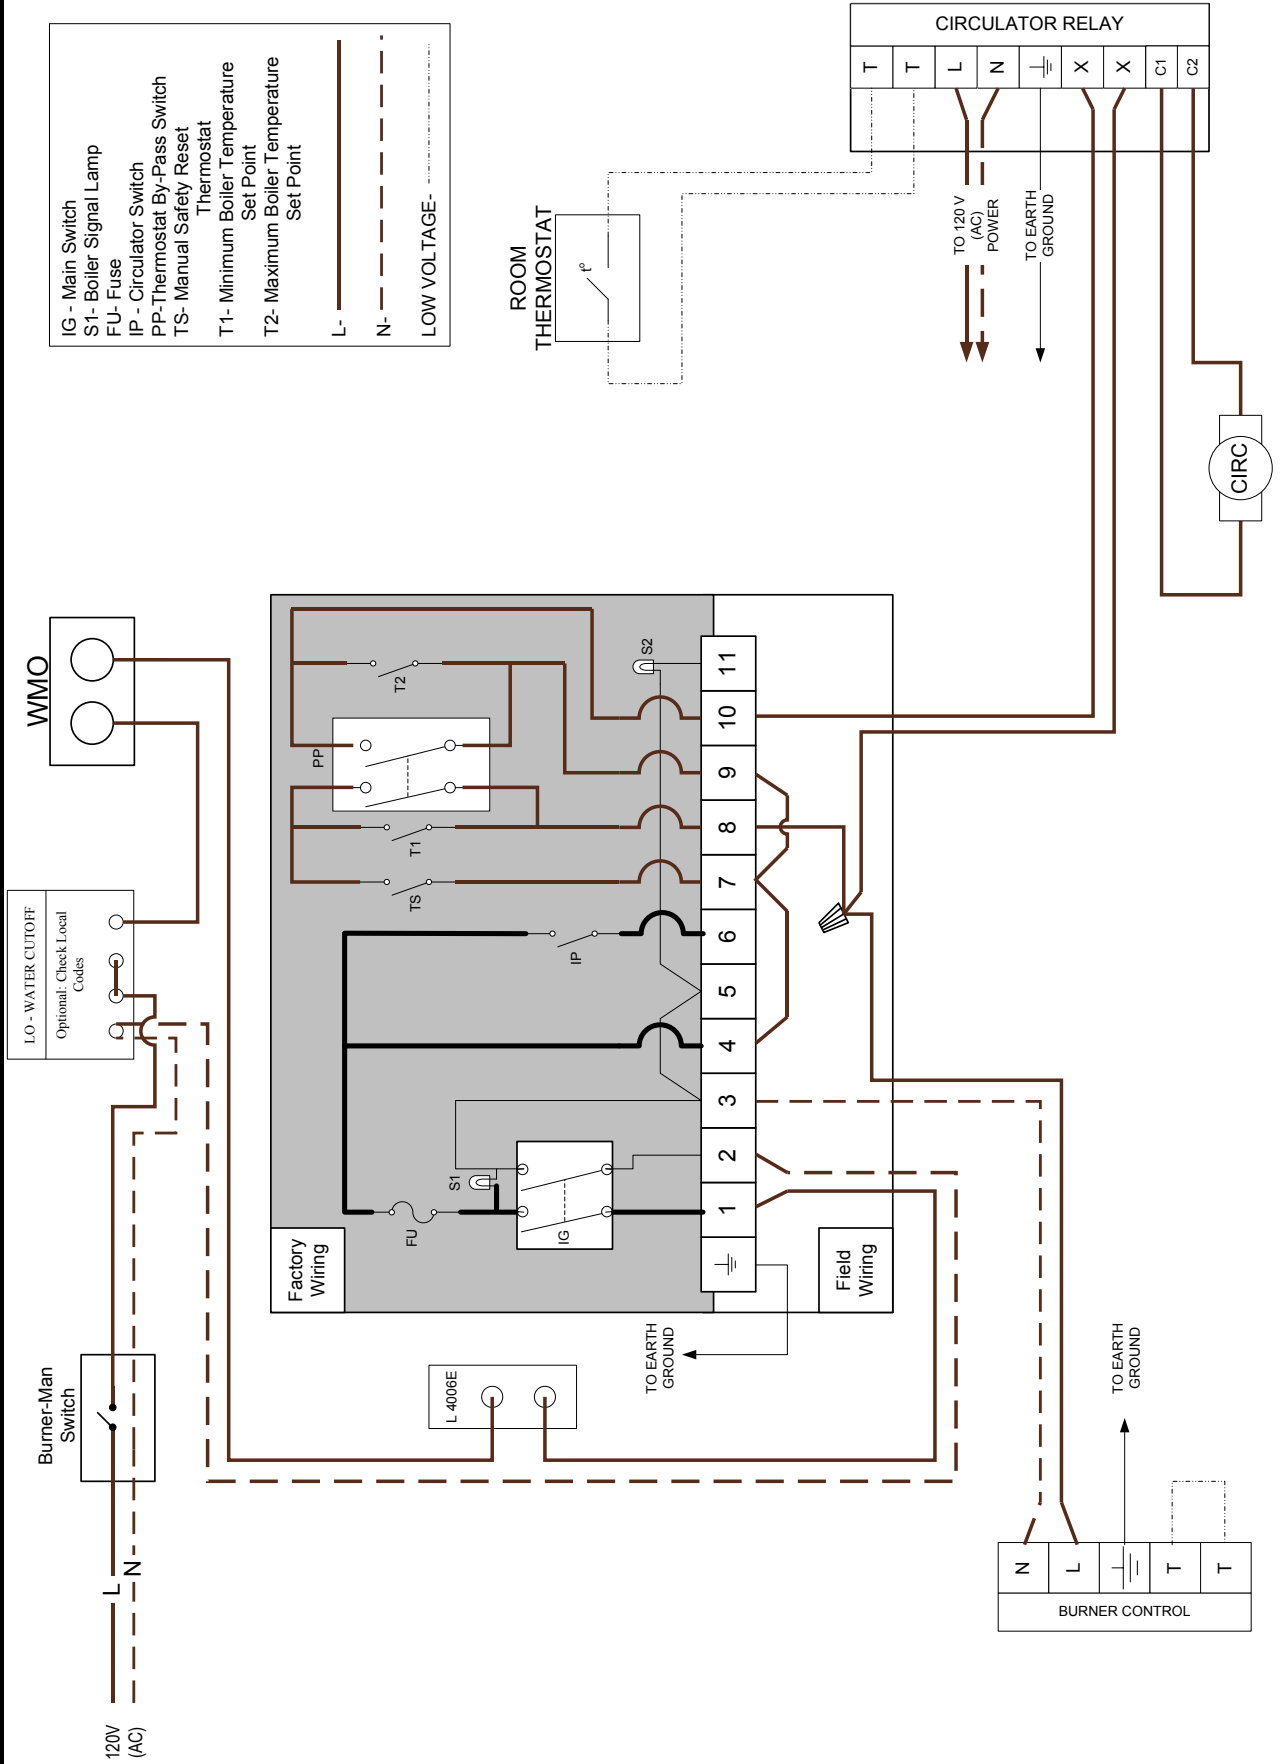 CIRCULATOR RELAY
T
T
L
N
X
X
C1
C2
IG - Main Switch
S1- Boiler Signal Lamp
FU- Fuse
IP - Circulator Switch
PP-Thermostat By-Pass Switch
TS- Manual Safety Reset
Thermostat
T1- Minimum Boiler Temperature
Set Point
T2- Maximum Boiler Temperature
Set Point
L-
N-
LOW VOLTAGE-
ROOM
THERMOSTAT
t°
TO 120 V
(AC)
POWER
TO EARTH
GROUND
CIRC
WMO
LO - WATER CUTOFF
Optional: Check Local
Codes
Burner-Man
Switch
L
N
120V
(AC)
L 4006E
Factory
Wiring
Field
Wiring
FU
S1
IG
IP
TS
T1
PP
T2
S2
1
2
3
4
5
6
7
8
9
10
11
TO EARTH
GROUND
TO EARTH
GROUND
N
L
T
T
BURNER CONTROL